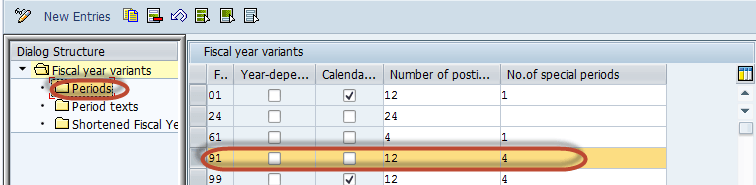 New Entries
Dialog Structure
Fiscal year variants
Periods
Period texts
Shortened Fiscal Ye
Fiscal year variants
F.. Year-depe... Calenda... Number of posti... No.of special periods
01 12 1
24 24
61 4 1
91 12 4
99 12 4